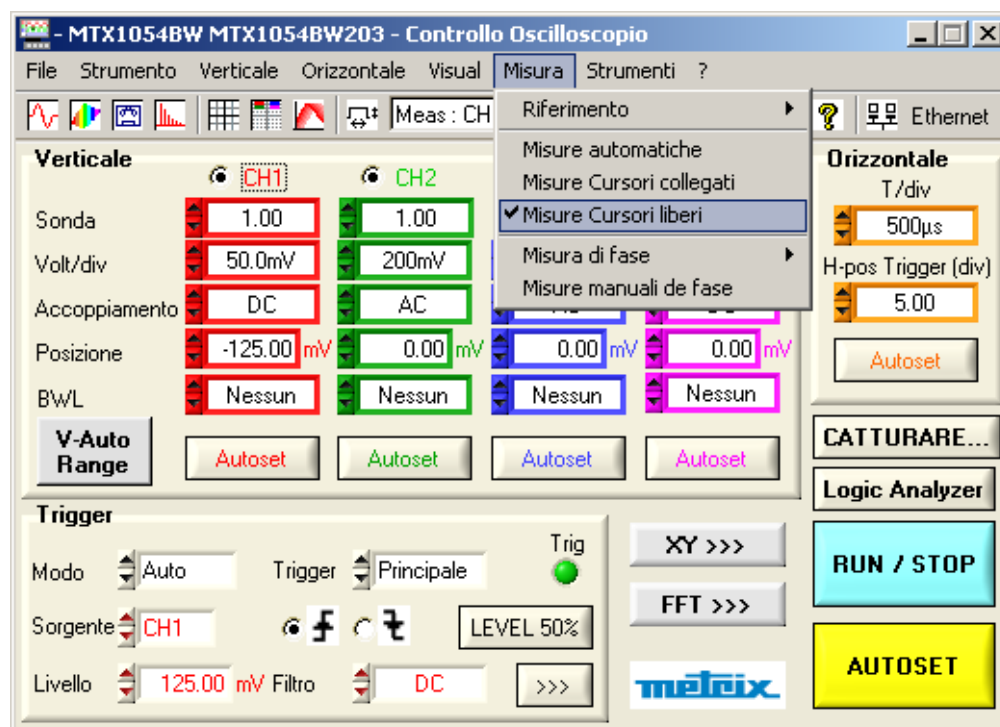 - MTX1054BW MTX1054BW203 - Controllo Oscilloscopio
File Strumento Verticale Orizzontale Visual Misura Strumenti ?
Meas : CH
? Ethernet
Riferimento
Misure automatiche
Misure Cursori collegati
Misure Cursori liberi
Misura di fase
Misure manuali de fase
Verticale
CH1 CH2
Sonda 1.00 1.00
Volt/div 50.0mV 200mV
Accoppiamento DC AC
Posizione -125.00 mV 0.00 mV 0.00 mV 0.00 mV
BWL Nessun Nessun Nessun Nessun
V-Auto
Range
Autoset Autoset Autoset Autoset
Orizzontale
T/div
500µs
H-pos Trigger (div)
5.00
Autoset
CATTURARE...
Logic Analyzer
RUN / STOP
AUTOSET
Trigger
Modo Auto Trigger Principale Trig
Sorgente CH1 LEVEL 50%
Livello 125.00 mV Filtro DC >>>
XY >>>
FFT >>>
metrix